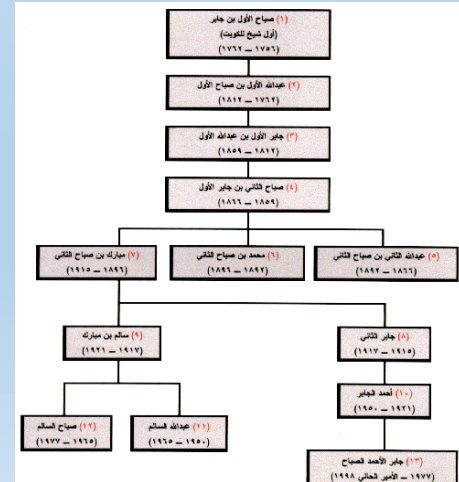 (١) صباح الأول بن جابر
(أول شيخ للكويت)
(١٧٥٦ – ١٧٦٢)
(٢) عبدالله الأول بن صباح الأول
(١٧٦٢ – ١٨١٢)
(٣) جابر الأول بن عبدالله الأول
(١٨١٢ – ١٨٥٩)
(٤) صباح الثاني بن جابر الأول
(١٨٥٩ – ١٨٦٦)
(٥) عبدالله الثاني بن صباح الثاني
(١٨٦٦ – ١٨٩٢)
(٦) محمد بن صباح الثاني
(١٨٩٢ – ١٨٩٦)
(٧) مبارك بن صباح الثاني
(١٨٩٦ – ١٩١٥)
(٨) جابر الثاني
(١٩١٥ – ١٩١٧)
(٩) سالم بن مبارك
(١٩١٧ – ١٩٢١)
(١٠) أحمد الجابر
(١٩٢١ – ١٩٥٠)
(١١) عبدالله السالم
(١٩٥٠ – ١٩٦٥)
(١٢) صباح السالم
(١٩٦٥ – ١٩٧٧)
(١٣) جابر الأحمد الصباح
(١٩٧٧ – الأمير الحالي ١٩٩٨)